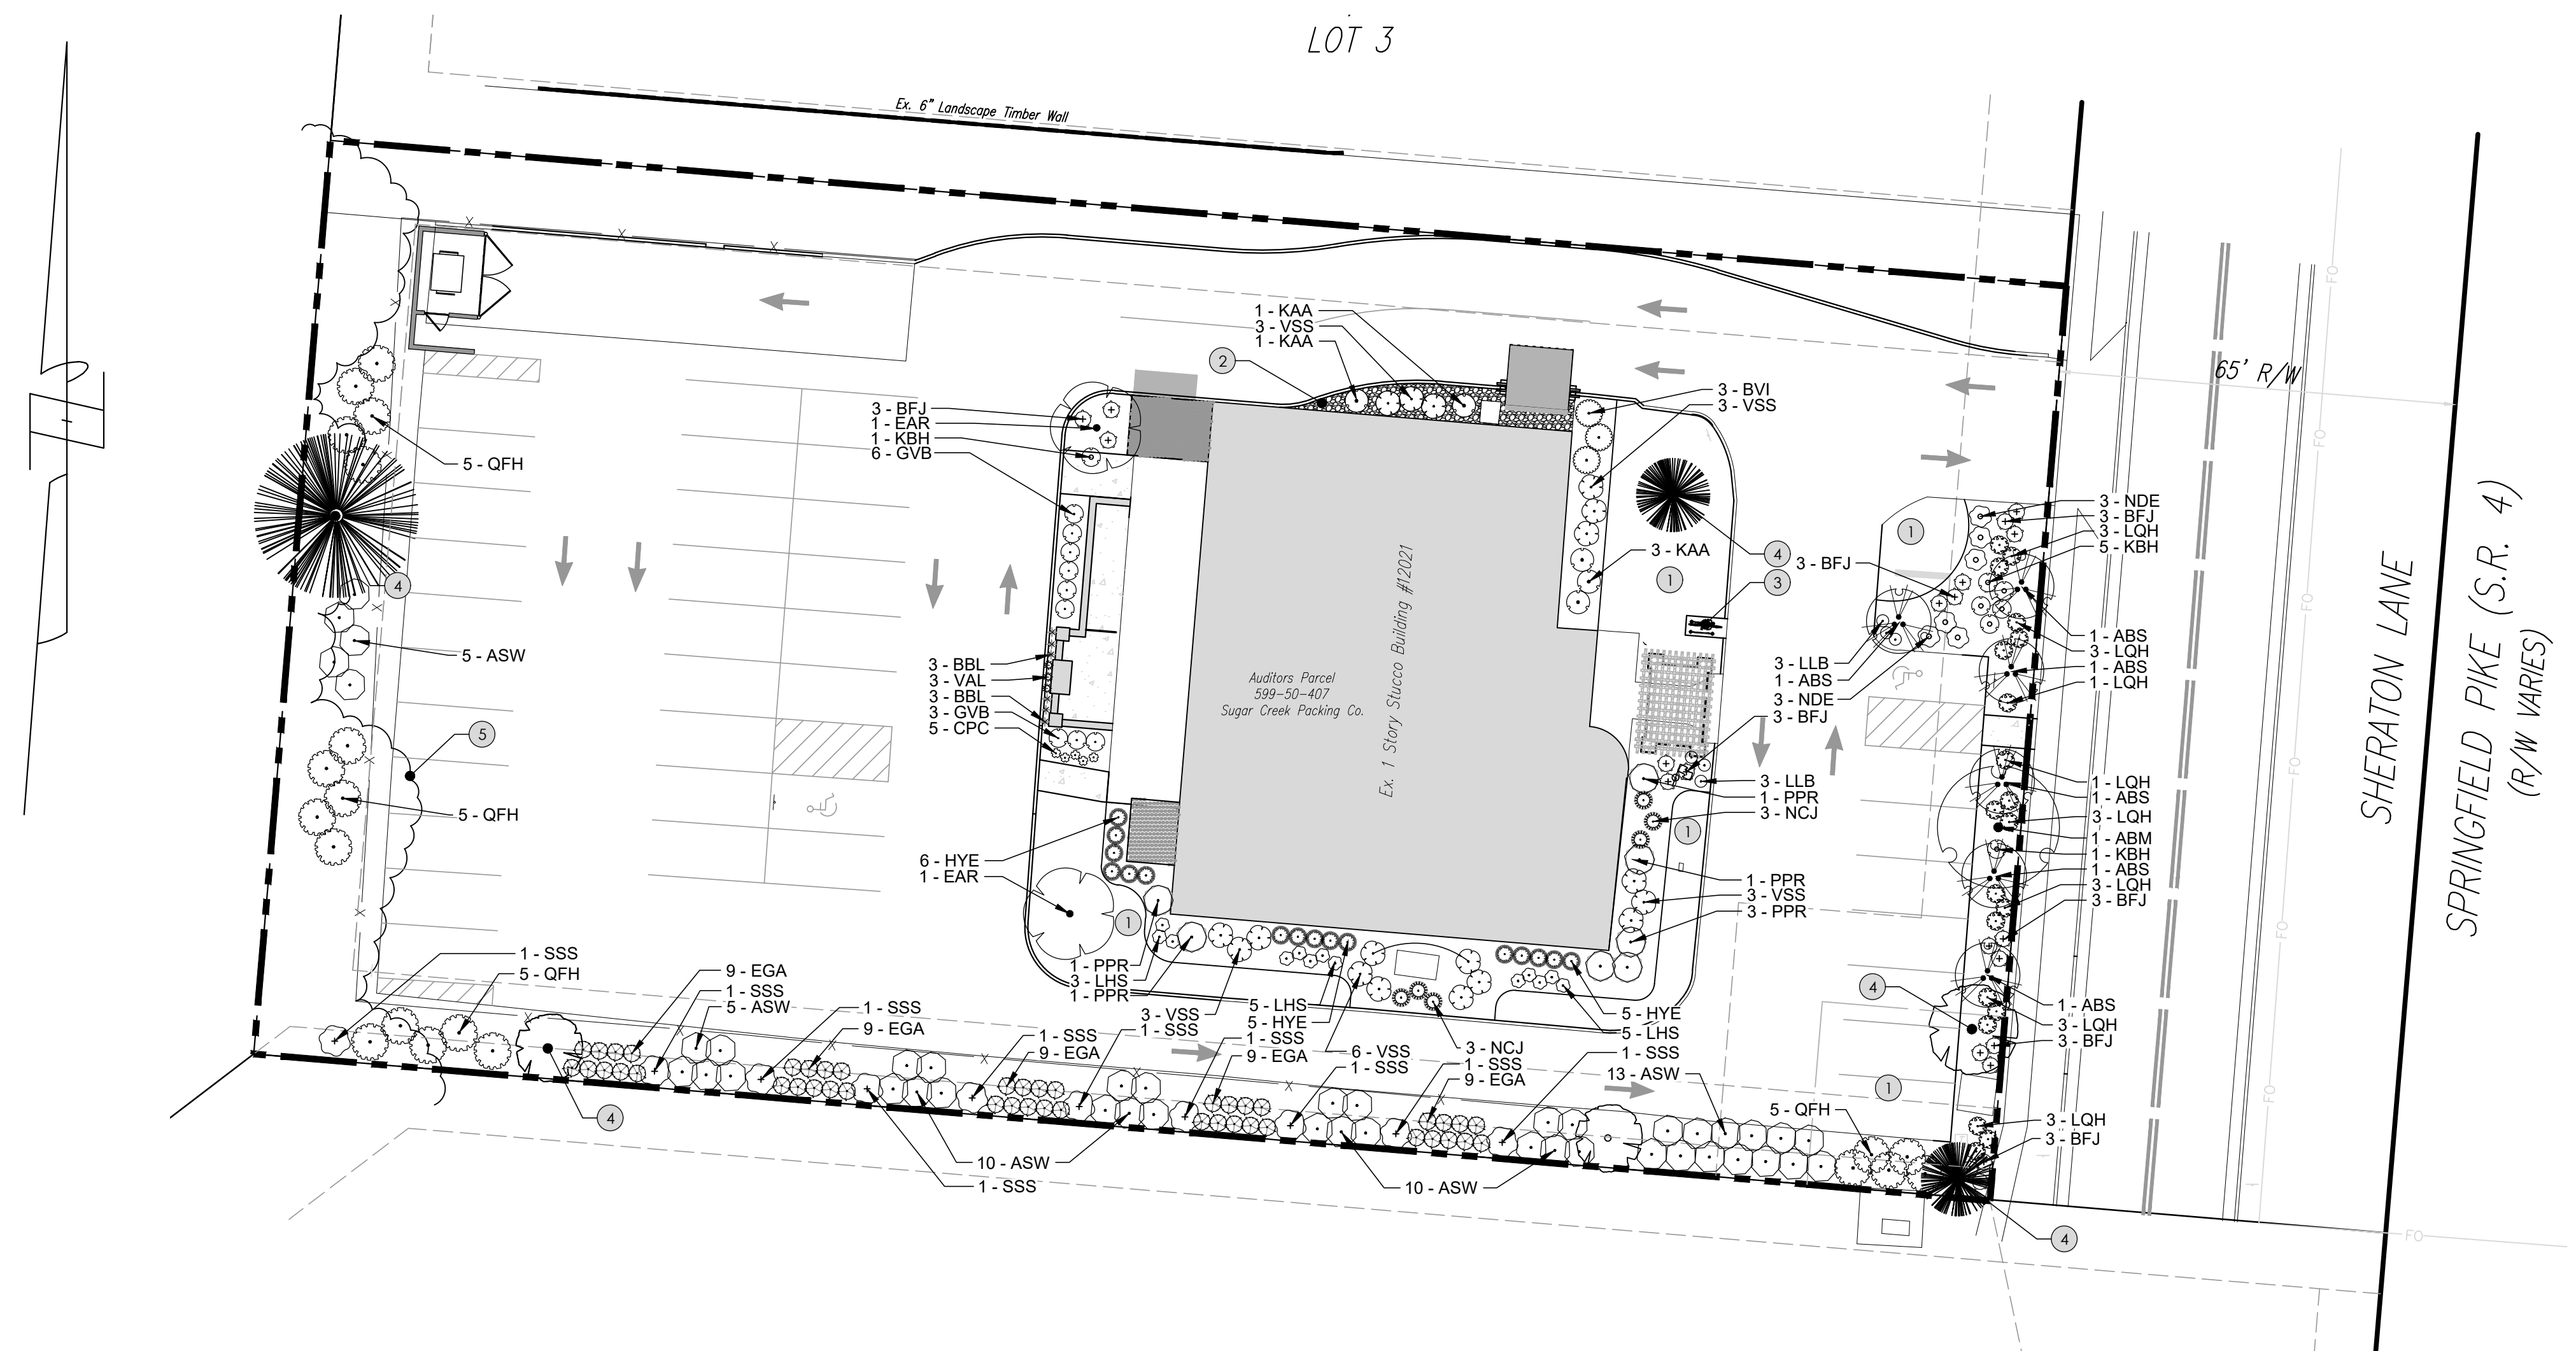 LOT 3
Ex. 6" Landscape Timber Wall
65' R/W
1 - KAA
3 - VSS
1 - KAA
2
3 - BVI
3 - VSS
3 - BFJ
1 - EAR
1 - KBH
6 - GVB
5 - QFH
3 - NDE
3 - BFJ
3 - LQH
5 - KBH
1
3 - KAA
4
3 - BFJ
1
3
4
5 - ASW
1 - ABS
3 - LQH
1 - ABS
1 - LQH
3 - BBL
3 - VAL
3 - BBL
3 - GVB
5 - CPC
Auditors Parcel
599-50-407
Sugar Creek Packing Co.
Ex. 1 Story Stucco Building #12021
3 - LLB
1 - ABS
3 - NDE
3 - BFJ
5
5 - QFH
3 - LLB
1 - PPR
3 - NCJ
1
1 - LQH
1 - ABS
3 - LQH
1 - ABM
1 - KBH
1 - ABS
3 - LQH
3 - BFJ
6 - HYE
1 - EAR
1
1 - PPR
3 - VSS
3 - PPR
SHERATON LANE
SPRINGFIELD PIKE (S.R. 4)
(R/W VARIES)
1 - SSS
5 - QFH
9 - EGA
1 - SSS
5 - ASW
1 - PPR
3 - LHS
1 - PPR
1 - SSS
9 - EGA
3 - VSS
1 - SSS
1 - SSS
9 - EGA
5 - LHS
5 - HYE
1 - SSS
9 - EGA
6 - VSS
1 - SSS
3 - NCJ
1 - SSS
9 - EGA
5 - HYE
5 - LHS
1 - SSS
13 - ASW
4
1 - ABS
3 - LQH
3 - BFJ
1
4
5 - QFH
3 - LQH
3 - BFJ
10 - ASW
1 - SSS
10 - ASW
4
FO
FO
FO
FO
FO
FO
FO
X
X
X
X
X
X
X
X
X
X
X
X
X
X